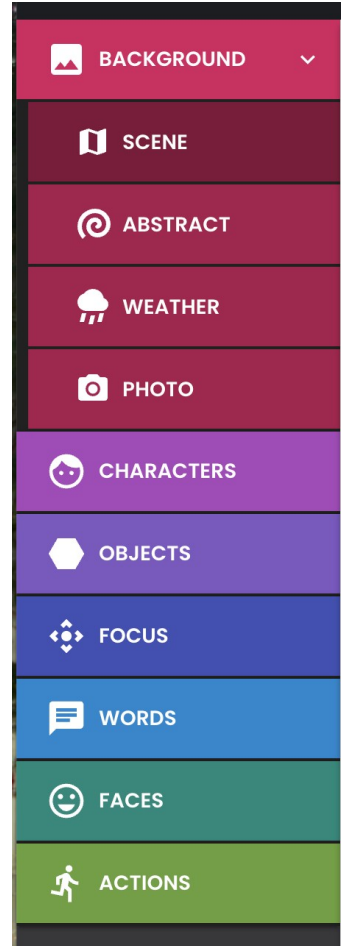 BACKGROUND
SCENE
ABSTRACT
WEATHER
PHOTO
CHARACTERS
OBJECTS
FOCUS
WORDS
FACES
ACTIONS